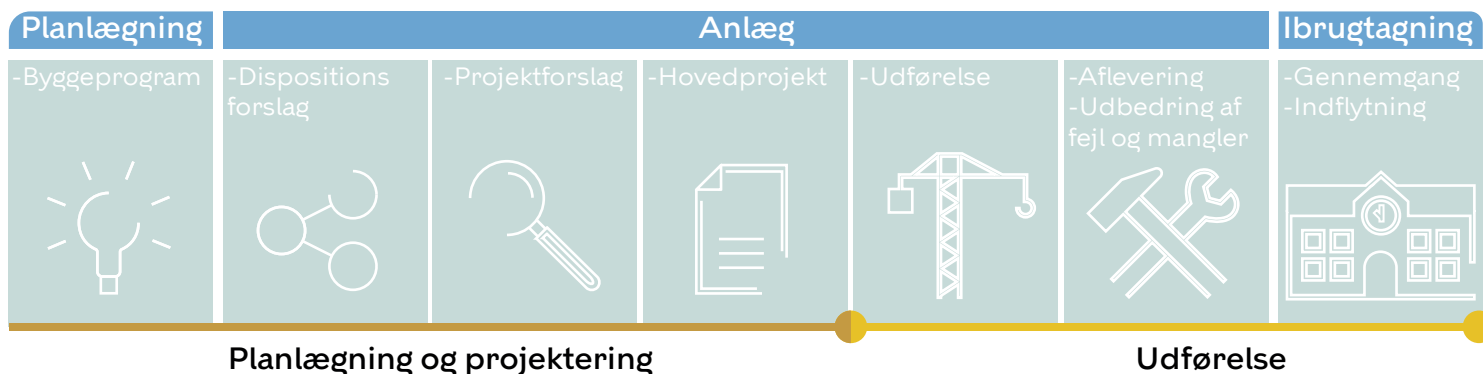 Planlægning
Anlæg
Ibrugtagning
-Byggeprogram
-Dispositions
forslag
-Projektforslag
-Hovedprojekt
-Udførelse
-Aflevering
-Udbedring af
fejl og mangler
-Gennemgang
-Indflytning
Planlægning og projektering
Udførelse